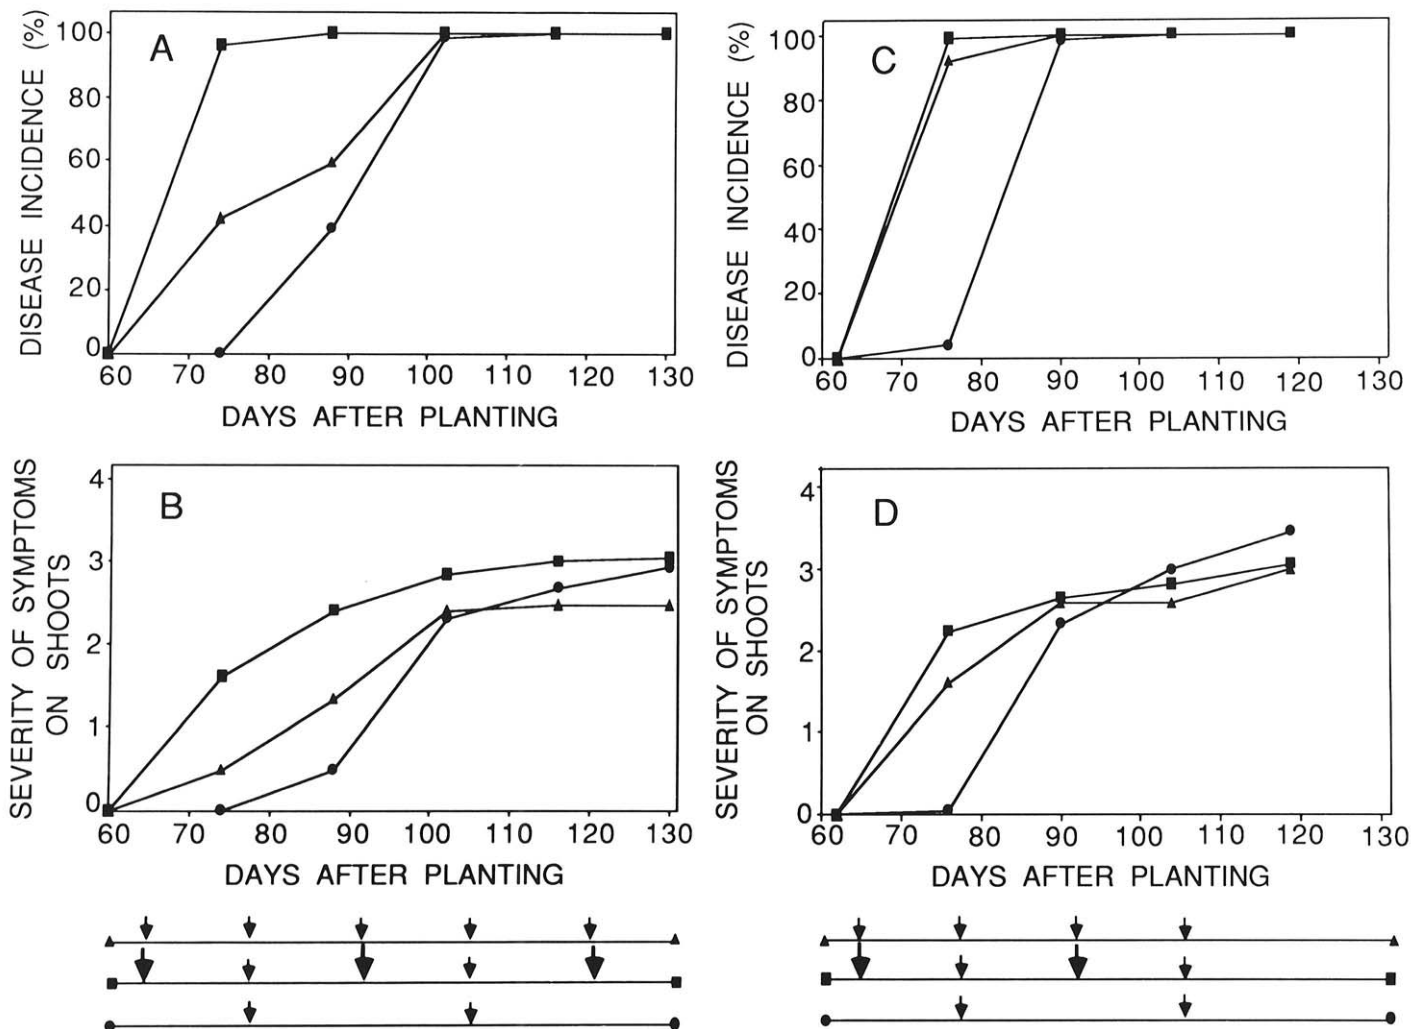 DISEASE INCIDENCE (%)
100
80
60
40
20
0
A
60 70 80 90 100 110 120 130
DAYS AFTER PLANTING
DISEASE INCIDENCE (%)
100
80
60
40
20
0
C
60 70 80 90 100 110 120 130
DAYS AFTER PLANTING
SEVERITY OF SYMPTOMS
ON SHOOTS
4
3
2
1
0
B
60 70 80 90 100 110 120 130
DAYS AFTER PLANTING
SEVERITY OF SYMPTOMS
ON SHOOTS
4
3
2
1
0
D
60 70 80 90 100 110 120 130
DAYS AFTER PLANTING